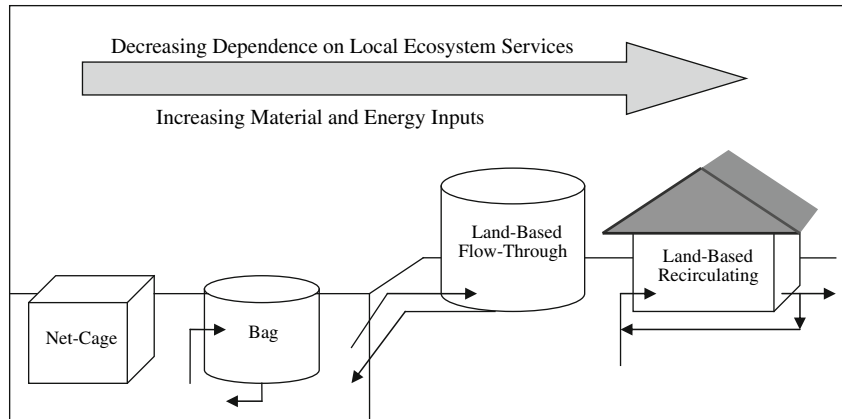 Decreasing Dependence on Local Ecosystem Services
Increasing Material and Energy Inputs
Land-Based
Flow-Through
Land-Based
Recirculating
Net-Cage
Bag